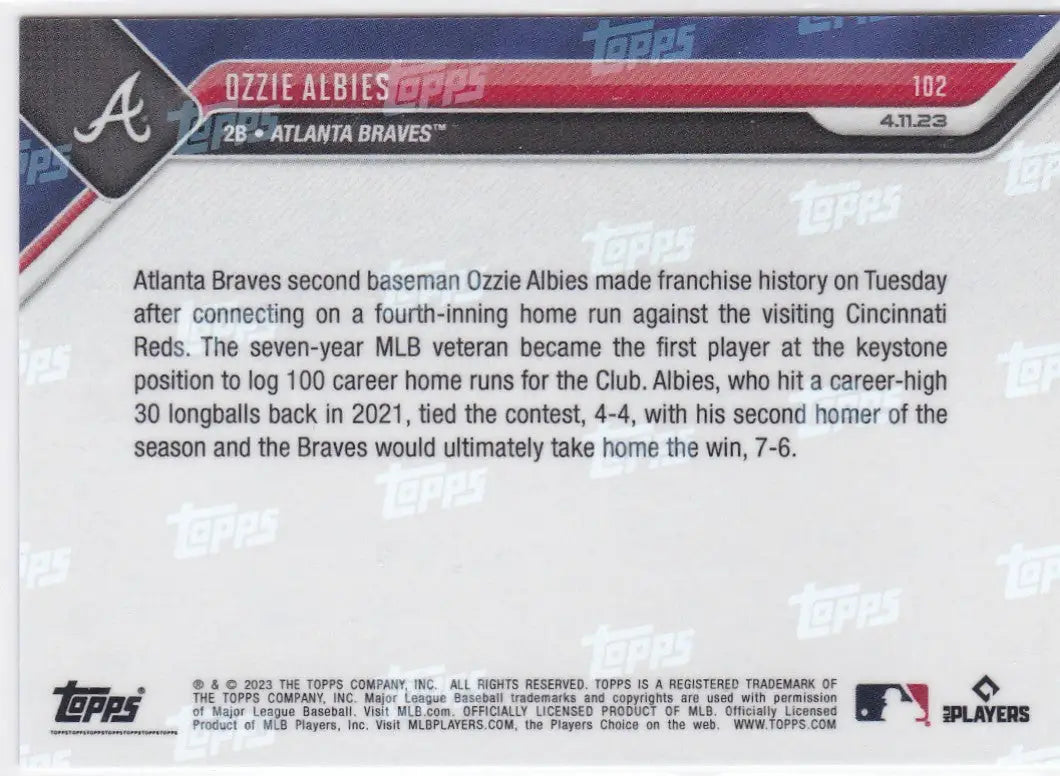 OZZIE ALBIES 102
2B • ATLANTA BRAVES™ 4.11.23
Atlanta Braves second baseman Ozzie Albies made franchise history on Tuesday
after connecting on a fourth-inning home run against the visiting Cincinnati
Reds. The seven-year MLB veteran became the first player at the keystone
position to log 100 career home runs for the Club. Albies, who hit a career-high
30 longballs back in 2021, tied the contest, 4-4, with his second homer of the
season and the Braves would ultimately take home the win, 7-6.
® & © 2023 THE TOPPS COMPANY, INC. ALL RIGHTS RESERVED. TOPPS IS A REGISTERED TRADEMARK OF
THE TOPPS COMPANY, INC. Major League Baseball trademarks and copyrights are used with permission
of Major League Baseball. Visit MLB.com. OFFICIALLY LICENSED PRODUCT OF MLB. Officially Licensed
Product of MLB Players, Inc. Visit MLBPLAYERS.COM, the Players Choice on the web. WWW.TOPPS.COM
Topps®
TOPPSTOPPSTOPPSTOPPSTOPPSTOPPSTOPPS
MLBPLAYERS